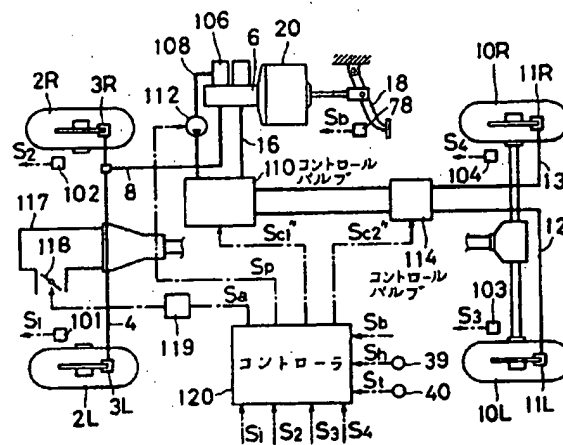 106
20
108
6
10R
11R
2R
3R
112
18
78
Sb
S2
102
8
16
110 コントロール
バルブ
S4
104
13
117
118
Sc1"
Sc2"
114
コントロール
バルブ
12
Sp
S1
101
4
119
Sa
S3
103
コントローラ
Sb
Sh
39
St
40
120
3L
2L
10L
11L
S1 S2 S3 S4